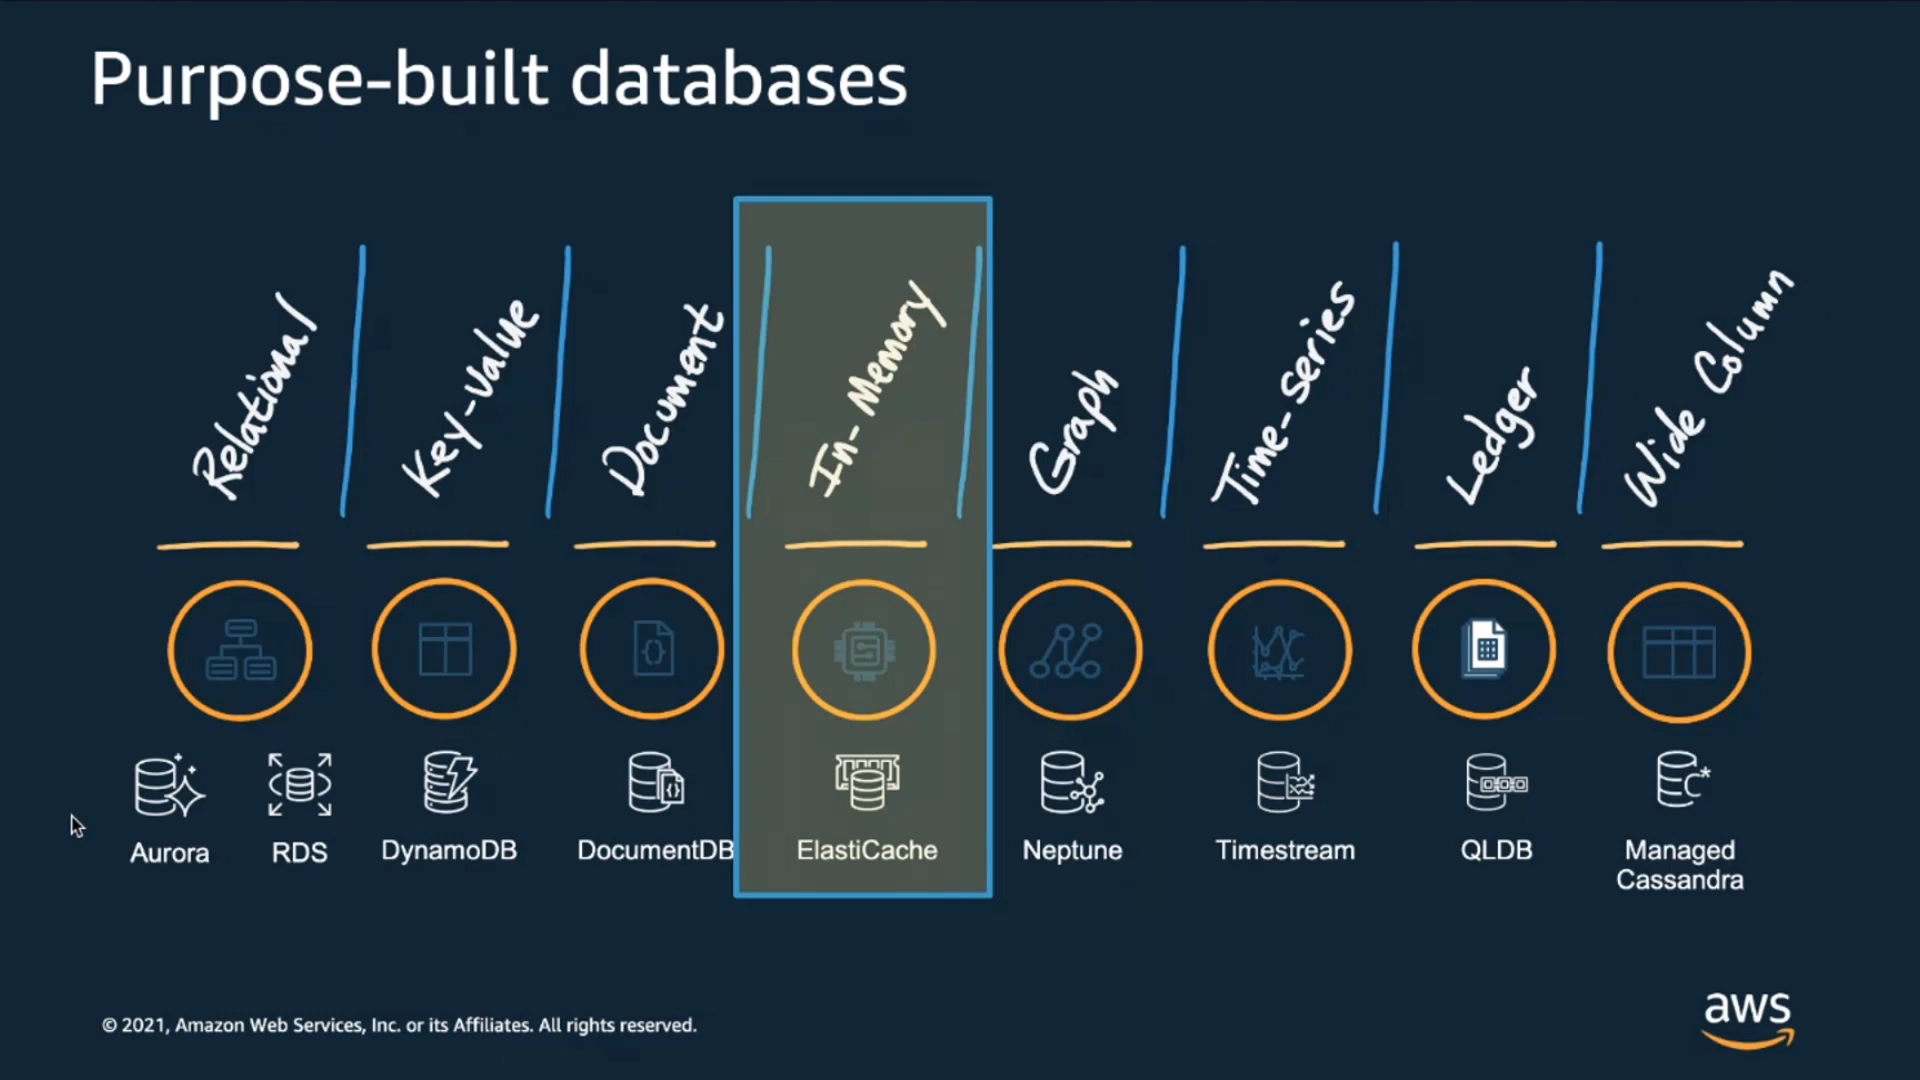 Purpose-built databases
Relational
Key-value
Document
In-Memory
Graph
Time-series
Ledger
Wide Column
Aurora
RDS
DynamoDB
DocumentDB
ElastiCache
Neptune
Timestream
QLDB
Managed
Cassandra
© 2021, Amazon Web Services, Inc. or its Affiliates. All rights reserved.
aws